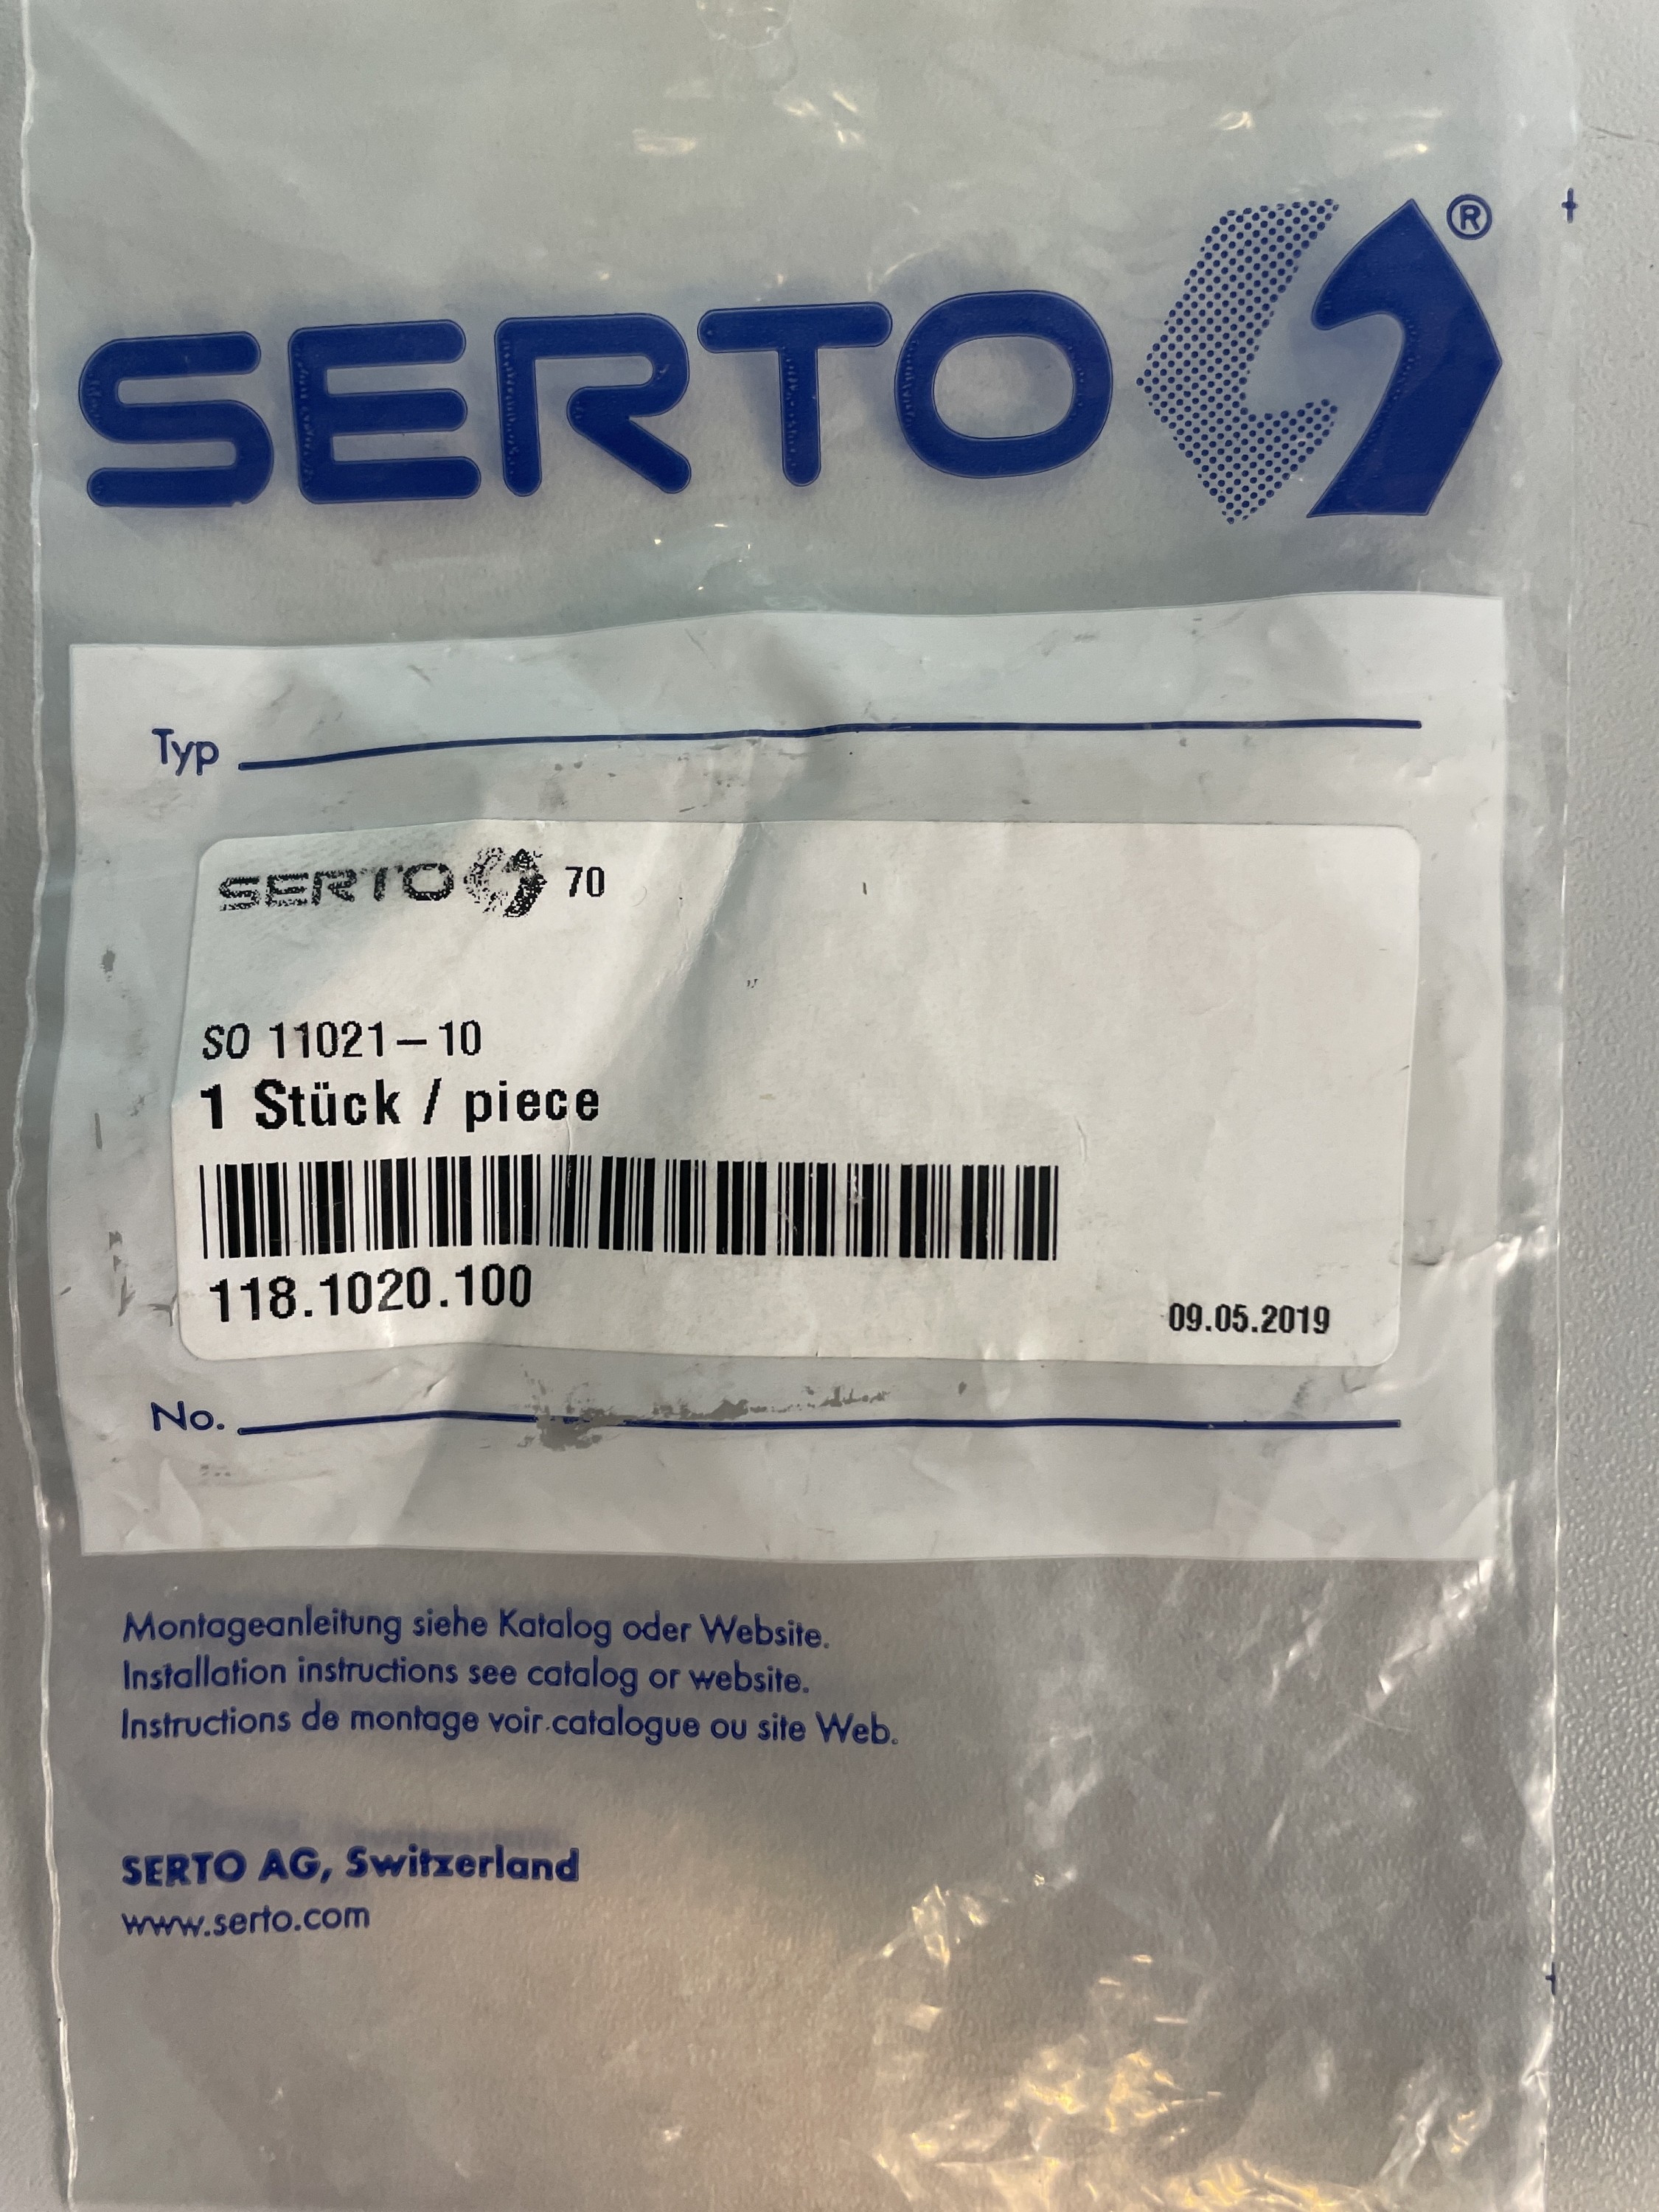 SERTO ®
Typ
SERTO 70
SO 11021-10
1 Stück / piece
118.1020.100
09.05.2019
No.
Montageanleitung siehe Katalog oder Website.
Installation instructions see catalog or website.
Instructions de montage voir catalogue ou site Web.
SERTO AG, Switzerland
www.serto.com